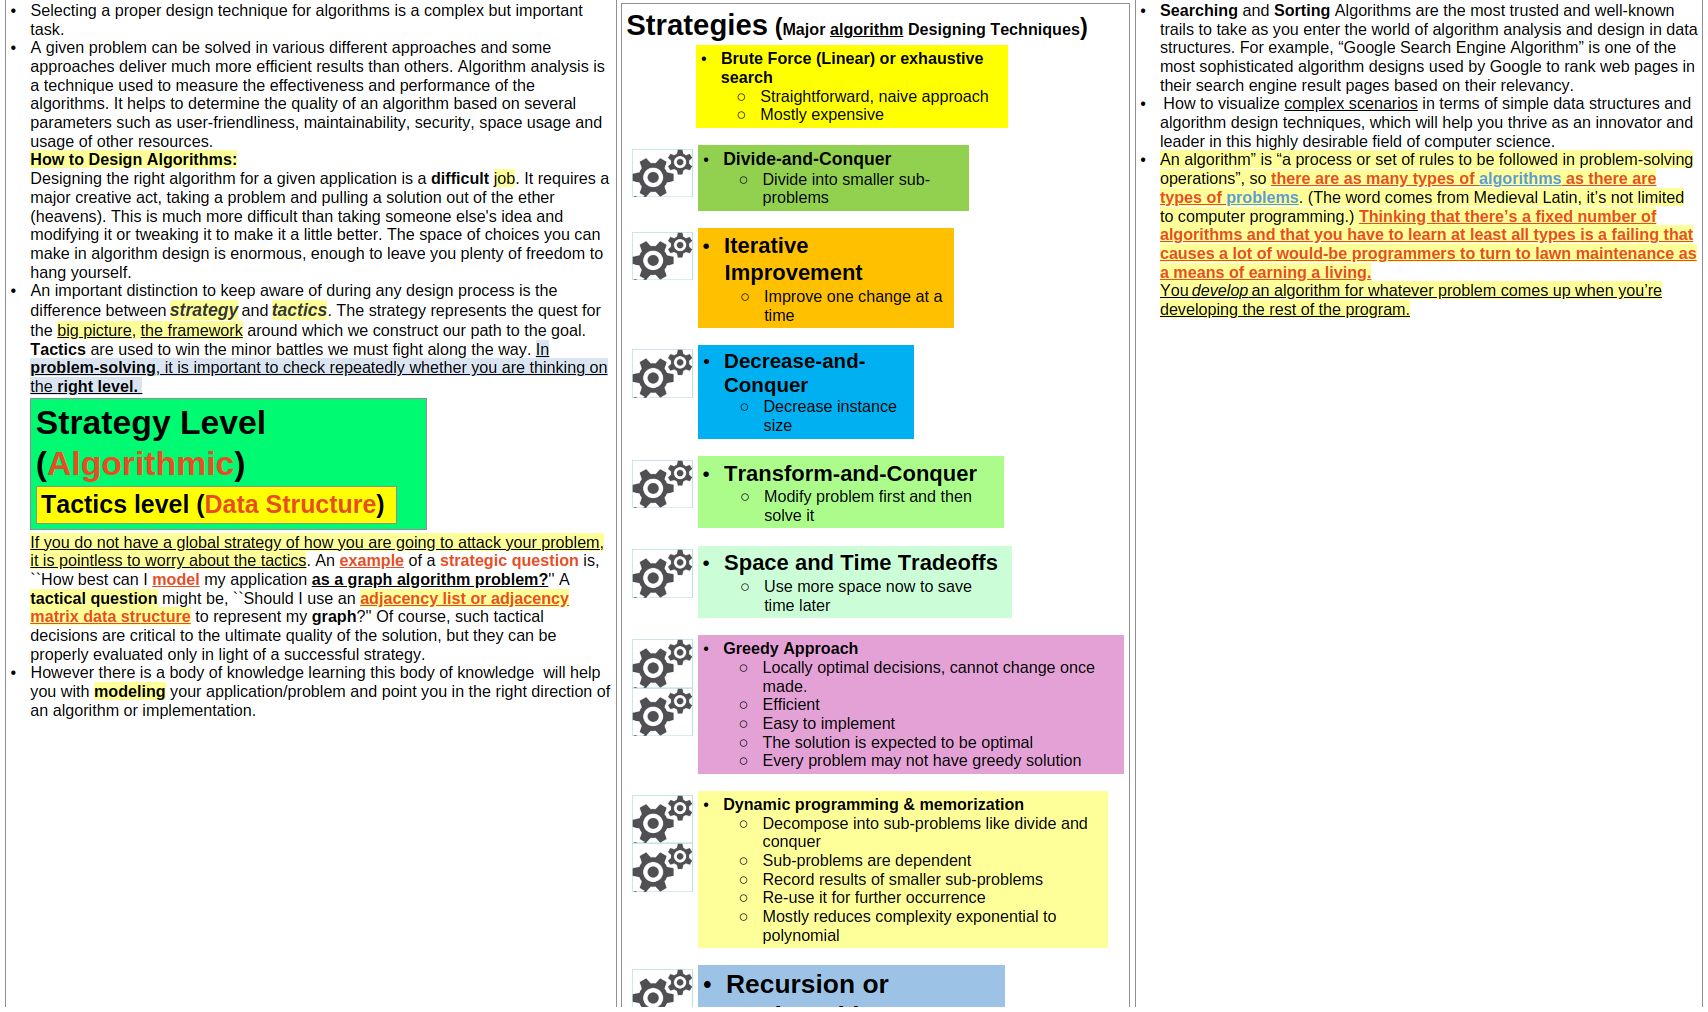 • Selecting a proper design technique for algorithms is a complex but important
task.
• A given problem can be solved in various different approaches and some
approaches deliver much more efficient results than others. Algorithm analysis is
a technique used to measure the effectiveness and performance of the
algorithms. It helps to determine the quality of an algorithm based on several
parameters such as user-friendliness, maintainability, security, space usage and
usage of other resources.
How to Design Algorithms:
Designing the right algorithm for a given application is a difficult job. It requires a
major creative act, taking a problem and pulling a solution out of the ether
(heavens). This is much more difficult than taking someone else's idea and
modifying it or tweaking it to make it a little better. The space of choices you can
make in algorithm design is enormous, enough to leave you plenty of freedom to
hang yourself.
• An important distinction to keep aware of during any design process is the
difference between strategy and tactics. The strategy represents the quest for
the big picture, the framework around which we construct our path to the goal.
Tactics are used to win the minor battles we must fight along the way. In
problem-solving, it is important to check repeatedly whether you are thinking on
the right level.
Strategy Level
(Algorithmic)
Tactics level (Data Structure)
If you do not have a global strategy of how you are going to attack your problem,
it is pointless to worry about the tactics. An example of a strategic question is,
``How best can I model my application as a graph algorithm problem?'' A
tactical question might be, ``Should I use an adjacency list or adjacency
matrix data structure to represent my graph?'' Of course, such tactical
decisions are critical to the ultimate quality of the solution, but they can be
properly evaluated only in light of a successful strategy.
• However there is a body of knowledge learning this body of knowledge  will help
you with modeling your application/problem and point you in the right direction of
an algorithm or implementation.
Strategies (Major algorithm Designing Techniques)
• Brute Force (Linear) or exhaustive
search
○ Straightforward, naive approach
○ Mostly expensive
• Divide-and-Conquer
○ Divide into smaller sub-
problems
• Iterative
Improvement
○ Improve one change at a
time
• Decrease-and-
Conquer
○ Decrease instance
size
• Transform-and-Conquer
○ Modify problem first and then
solve it
• Space and Time Tradeoffs
○ Use more space now to save
time later
• Greedy Approach
○ Locally optimal decisions, cannot change once
made.
○ Efficient
○ Easy to implement
○ The solution is expected to be optimal
○ Every problem may not have greedy solution
• Dynamic programming & memorization
○ Decompose into sub-problems like divide and
conquer
○ Sub-problems are dependent
○ Record results of smaller sub-problems
○ Re-use it for further occurrence
○ Mostly reduces complexity exponential to
polynomial
• Recursion or
• Searching and Sorting Algorithms are the most trusted and well-known
trails to take as you enter the world of algorithm analysis and design in data
structures. For example, “Google Search Engine Algorithm” is one of the
most sophisticated algorithm designs used by Google to rank web pages in
their search engine result pages based on their relevancy.
• How to visualize complex scenarios in terms of simple data structures and
algorithm design techniques, which will help you thrive as an innovator and
leader in this highly desirable field of computer science.
• An algorithm” is “a process or set of rules to be followed in problem-solving
operations”, so there are as many types of algorithms as there are
types of problems. (The word comes from Medieval Latin, it’s not limited
to computer programming.) Thinking that there’s a fixed number of
algorithms and that you have to learn at least all types is a failing that
causes a lot of would-be programmers to turn to lawn maintenance as
a means of earning a living.
You develop an algorithm for whatever problem comes up when you’re
developing the rest of the program.